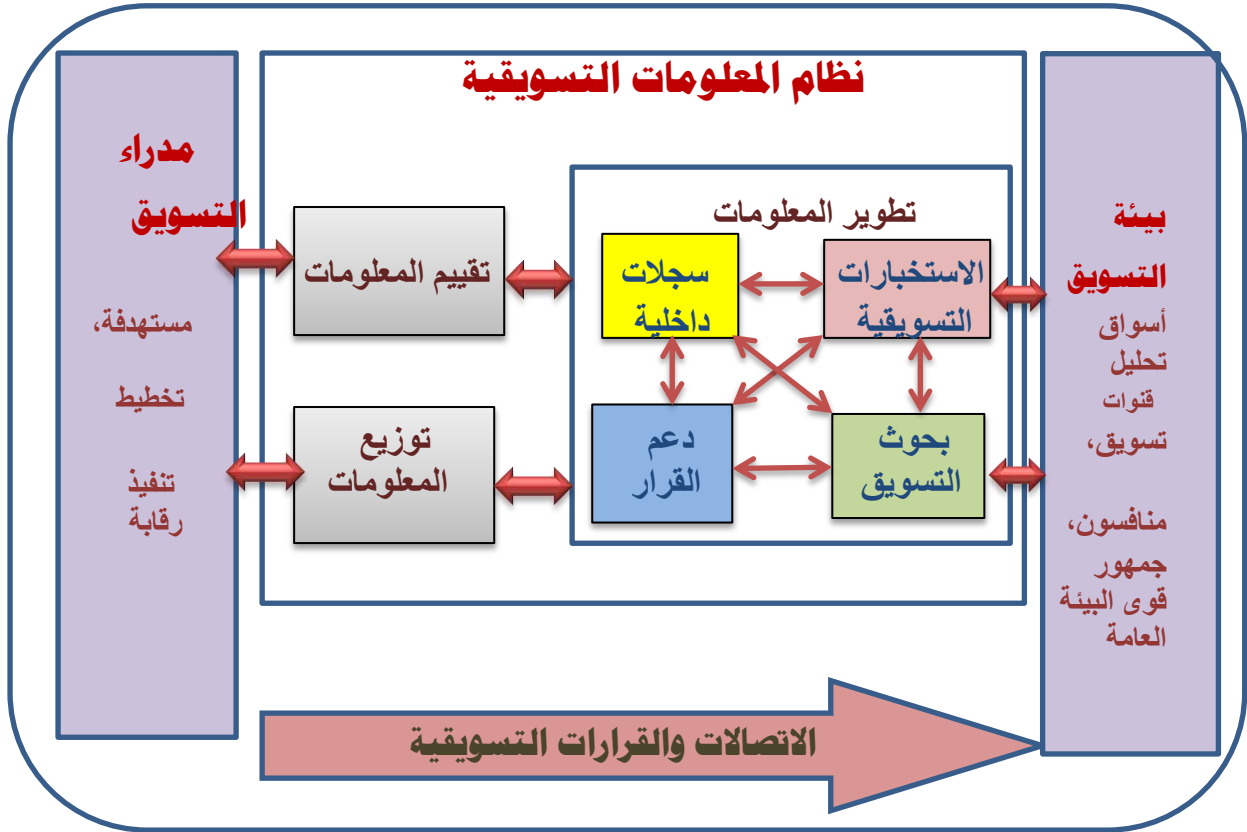 نظام المعلومات التسويقية
بيئة
التسويق
أسواق
تحليل
قنوات
تسويق،
منافسون،
جمهور
قوى البيئة
العامة
تطوير المعلومات
الاستخبارات
التسويقية
سجلات
داخلية
بحوث
التسويق
دعم
القرار
تقييم المعلومات
توزيع
المعلومات
مدراء
التسويق
مستهدفة،
تخطيط
تنفيذ
رقابة
الاتصالات والقرارات التسويقية